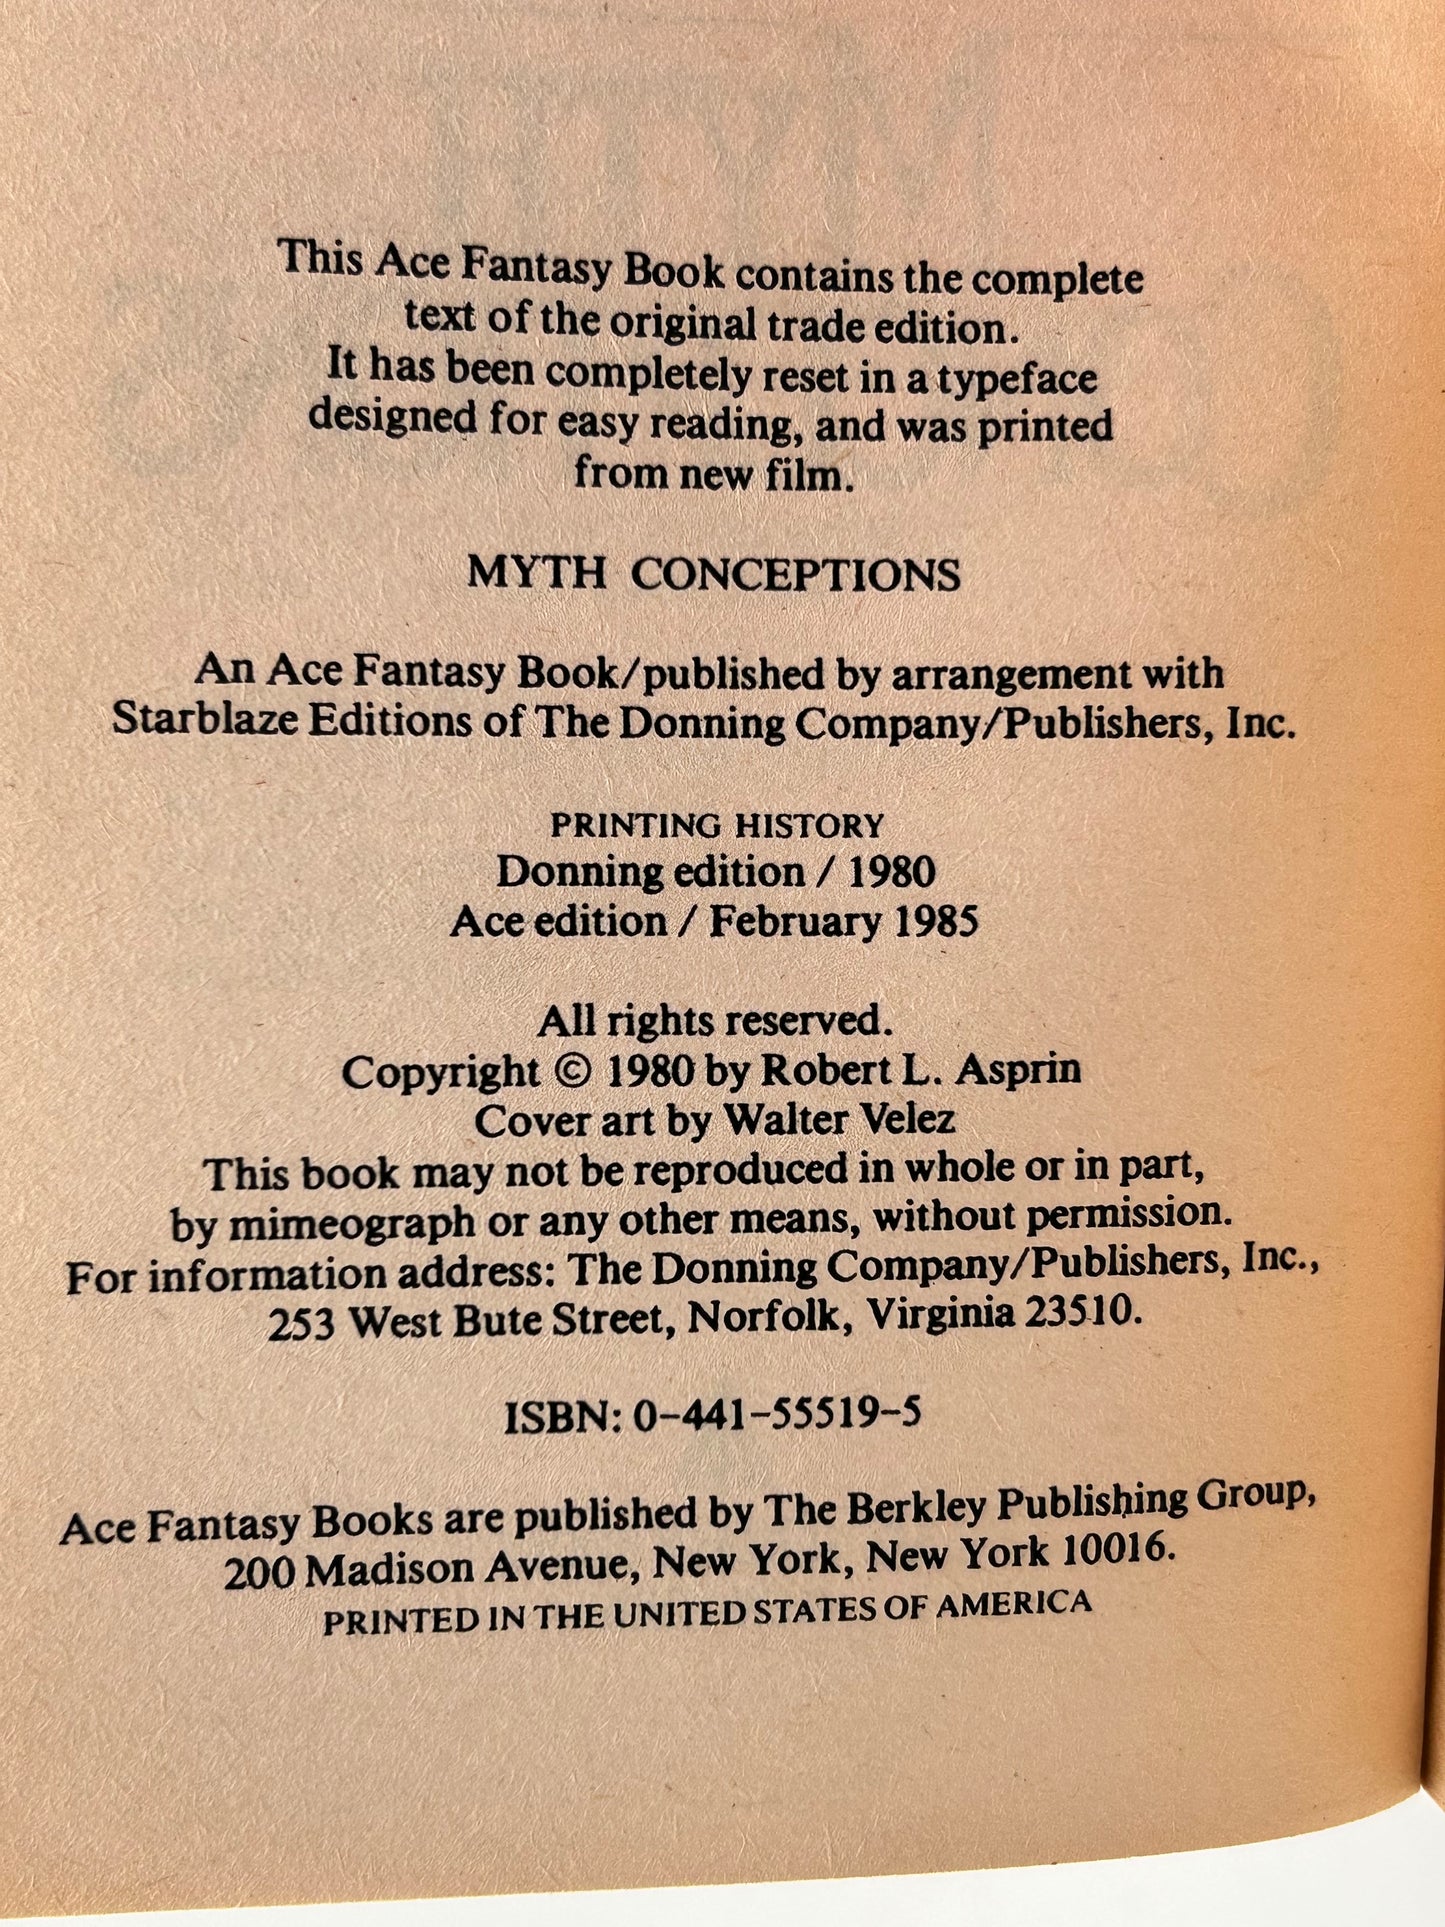 This Ace Fantasy Book contains the complete
text of the original trade edition.
It has been completely reset in a typeface
designed for easy reading, and was printed
from new film.
MYTH CONCEPTIONS
An Ace Fantasy Book/published by arrangement with
Starblaze Editions of The Donning Company/Publishers, Inc.
PRINTING HISTORY
Donning edition / 1980
Ace edition / February 1985
All rights reserved.
Copyright © 1980 by Robert L. Asprin
Cover art by Walter Velez
This book may not be reproduced in whole or in part,
by mimeograph or any other means, without permission.
For information address: The Donning Company/Publishers, Inc.,
253 West Bute Street, Norfolk, Virginia 23510.
ISBN: 0-441-55519-5
Ace Fantasy Books are published by The Berkley Publishing Group,
200 Madison Avenue, New York, New York 10016.
PRINTED IN THE UNITED STATES OF AMERICA